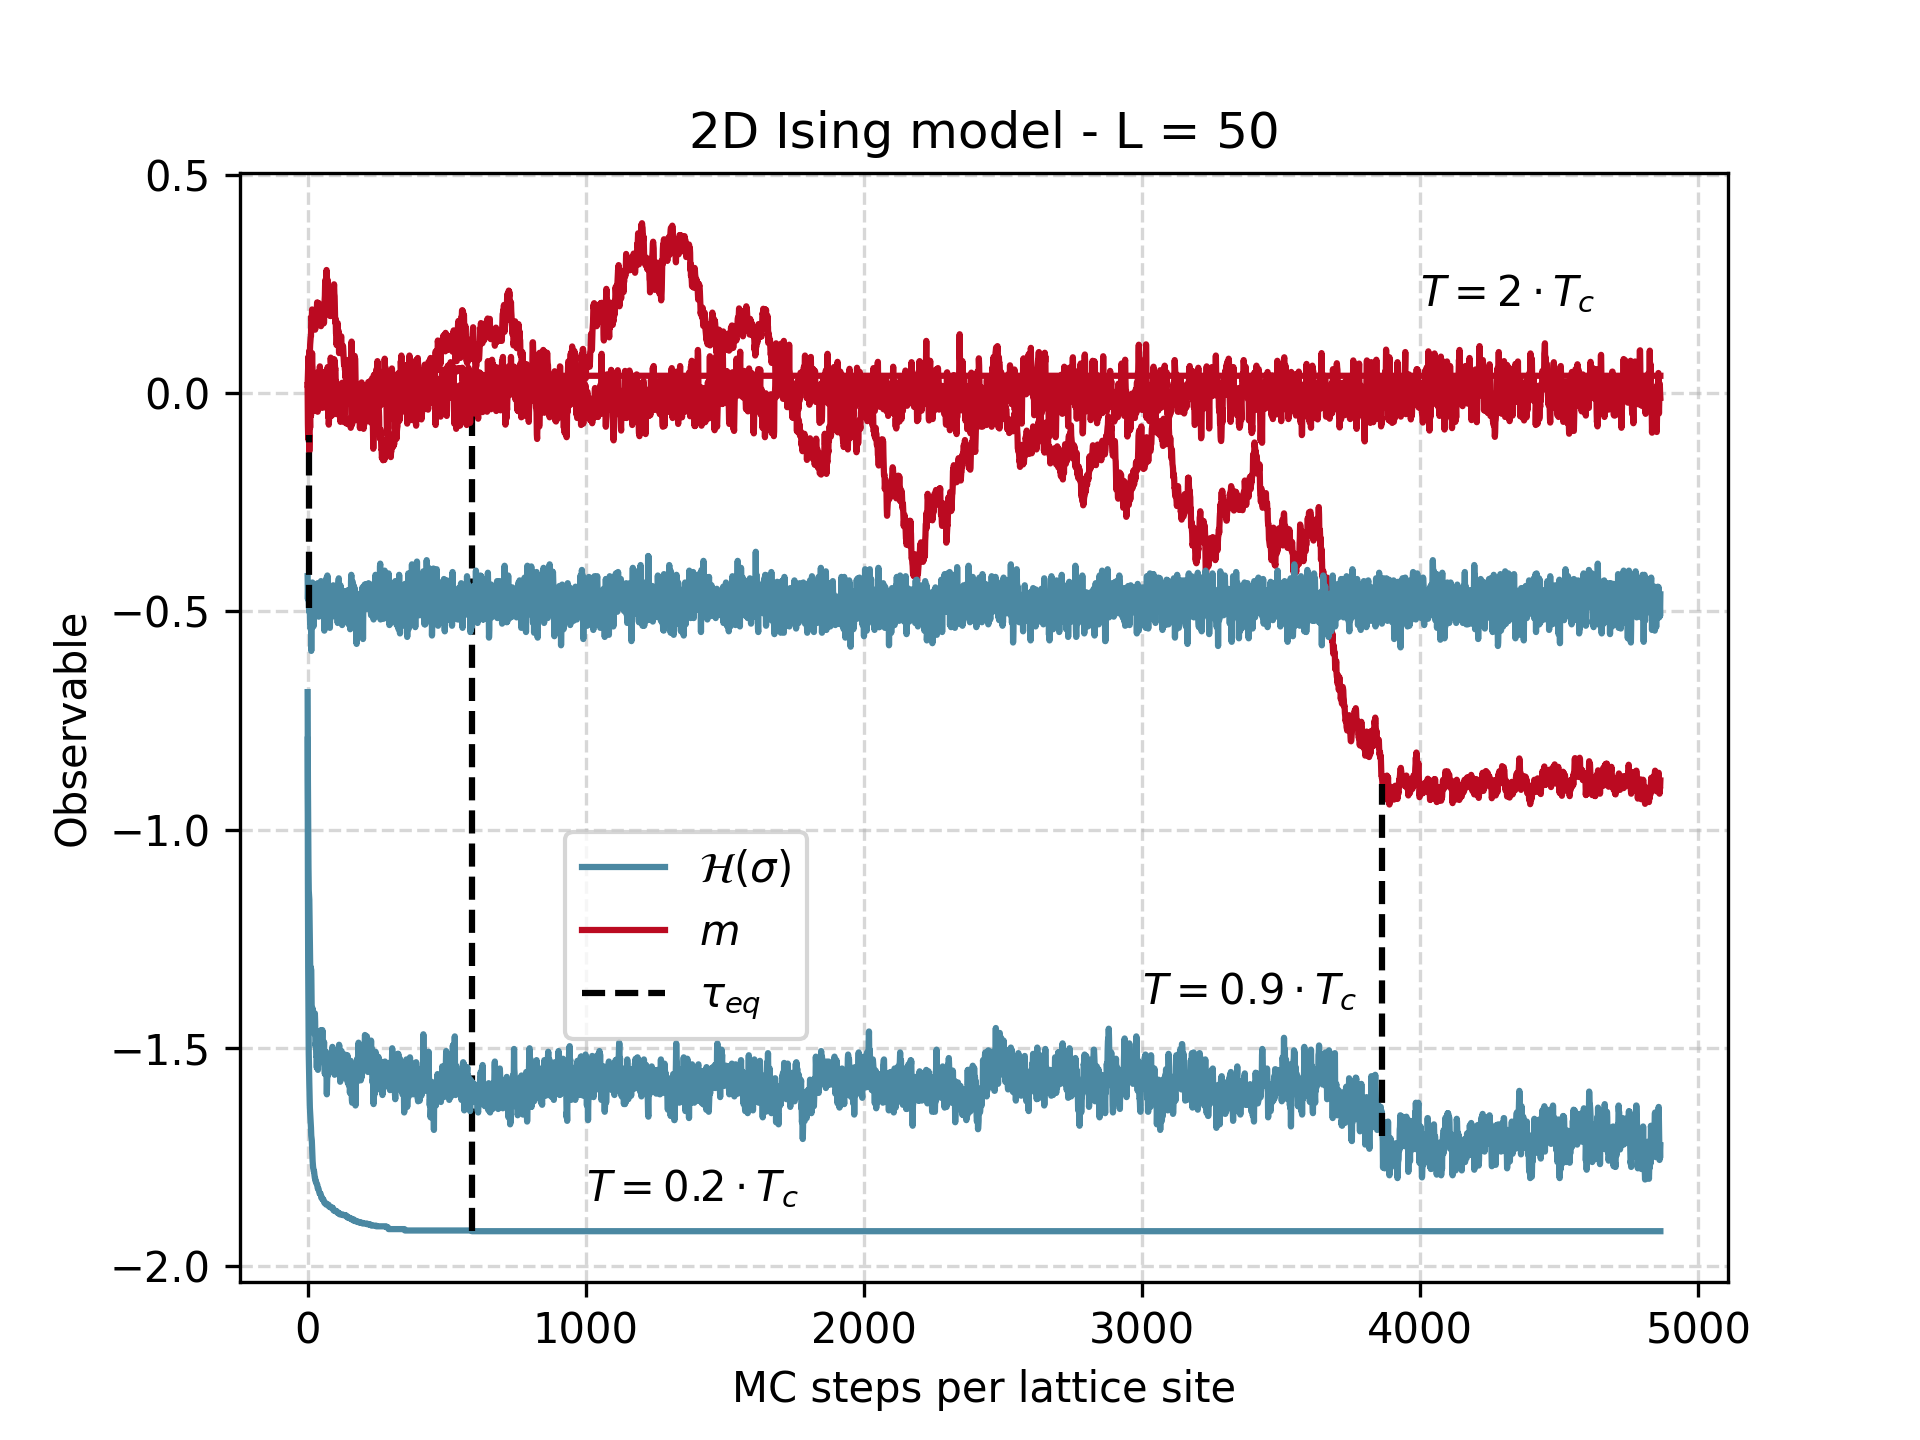 2D Ising model - L = 50
0.5
0.0
−0.5
−1.0
−1.5
−2.0
Observable
T = 2 · T_c
T = 0.9 · T_c
T = 0.2 · T_c
ℋ(σ)
m
τ_eq
0 1000 2000 3000 4000 5000
MC steps per lattice site